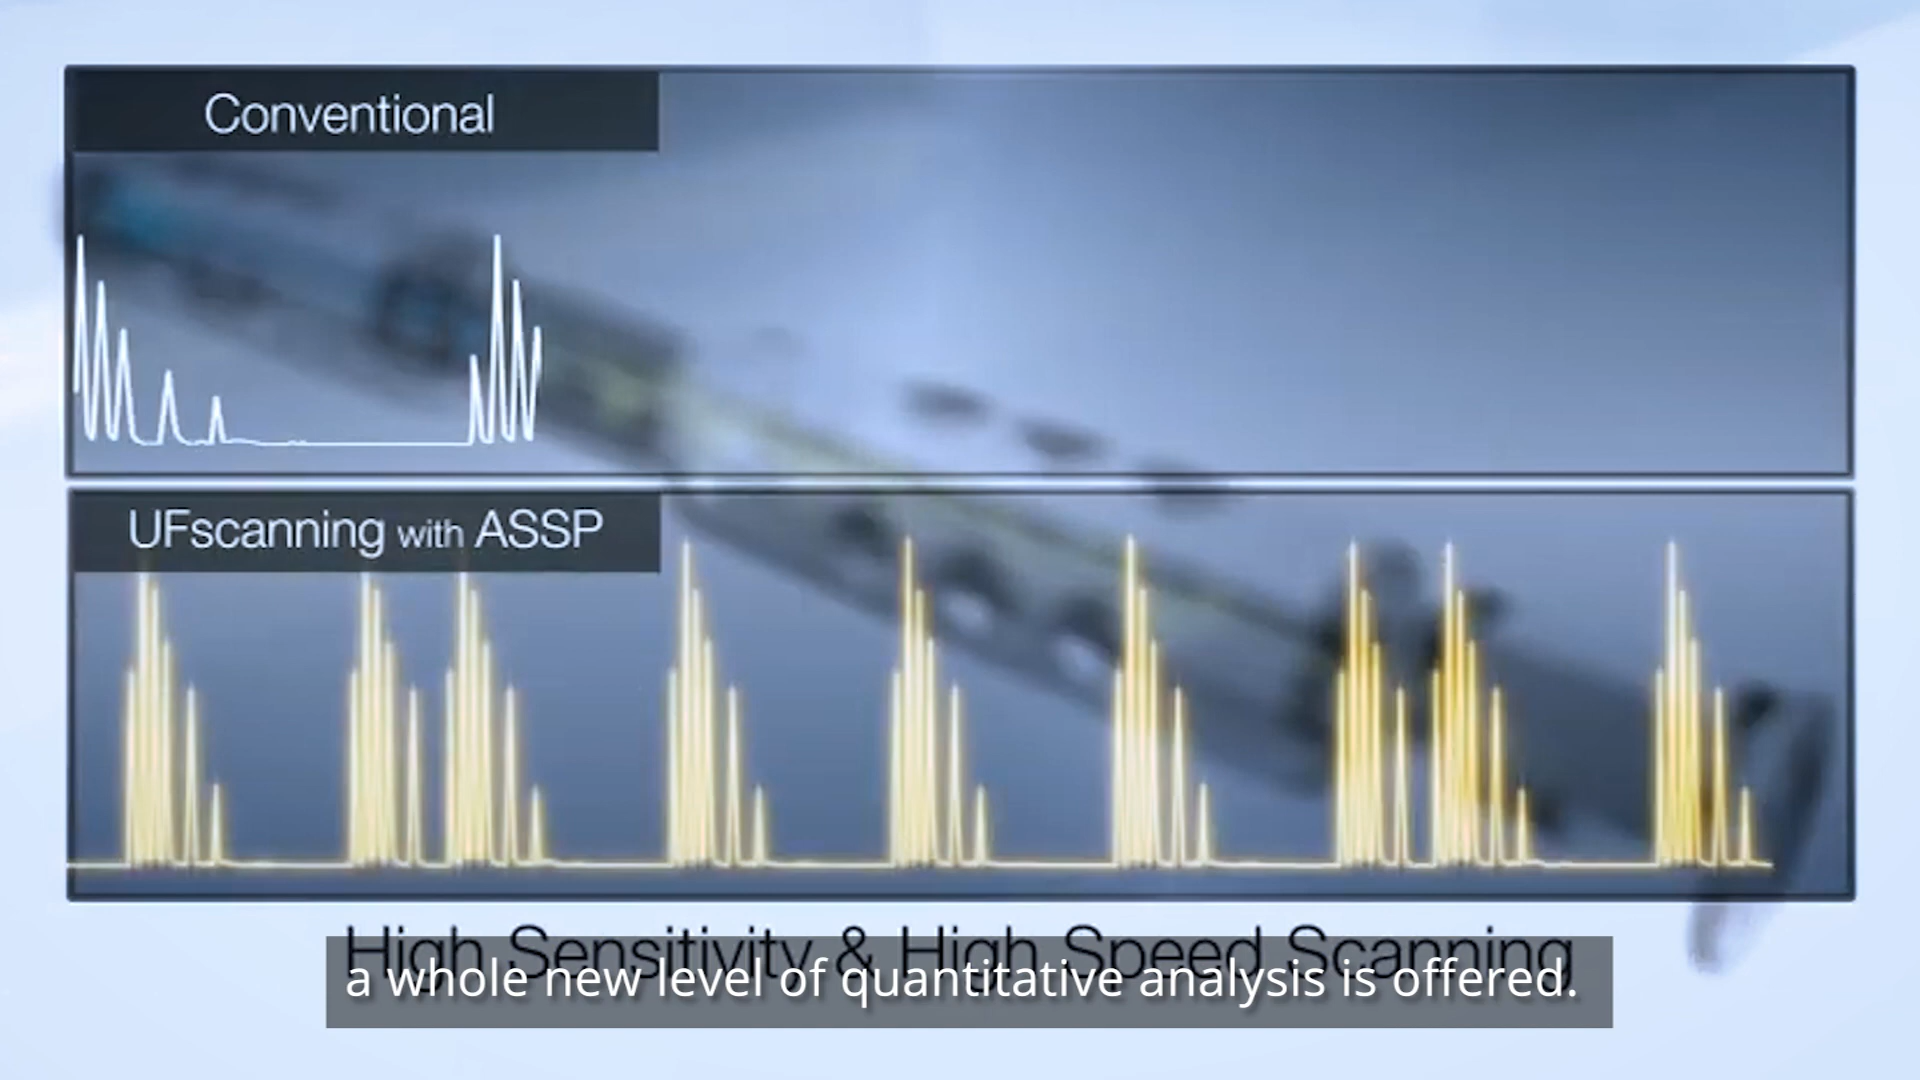 Conventional
UFscanning with ASSP
High Sensitivity & High Speed Scanning
a whole new level of quantitative analysis is offered.